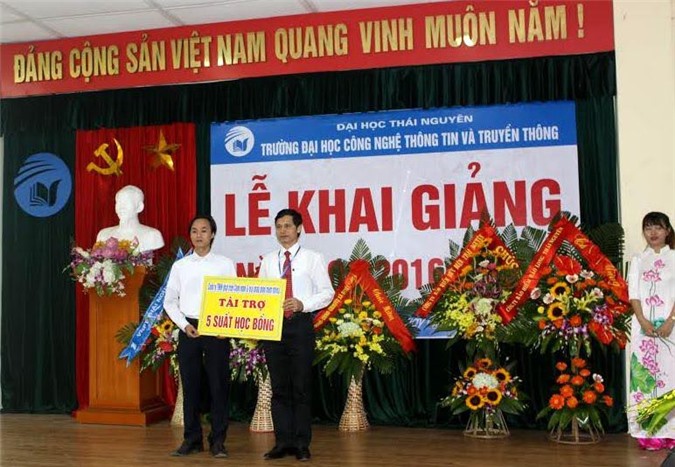 ĐẢNG CỘNG SẢN VIỆT NAM QUANG VINH MUÔN NĂM !
ĐẠI HỌC THÁI NGUYÊN
TRƯỜNG ĐẠI HỌC CÔNG NGHỆ THÔNG TIN VÀ TRUYỀN THÔNG
LỄ KHAI GIẢNG
2016
TÀI TRỢ
5 SUẤT HỌC BỔNG